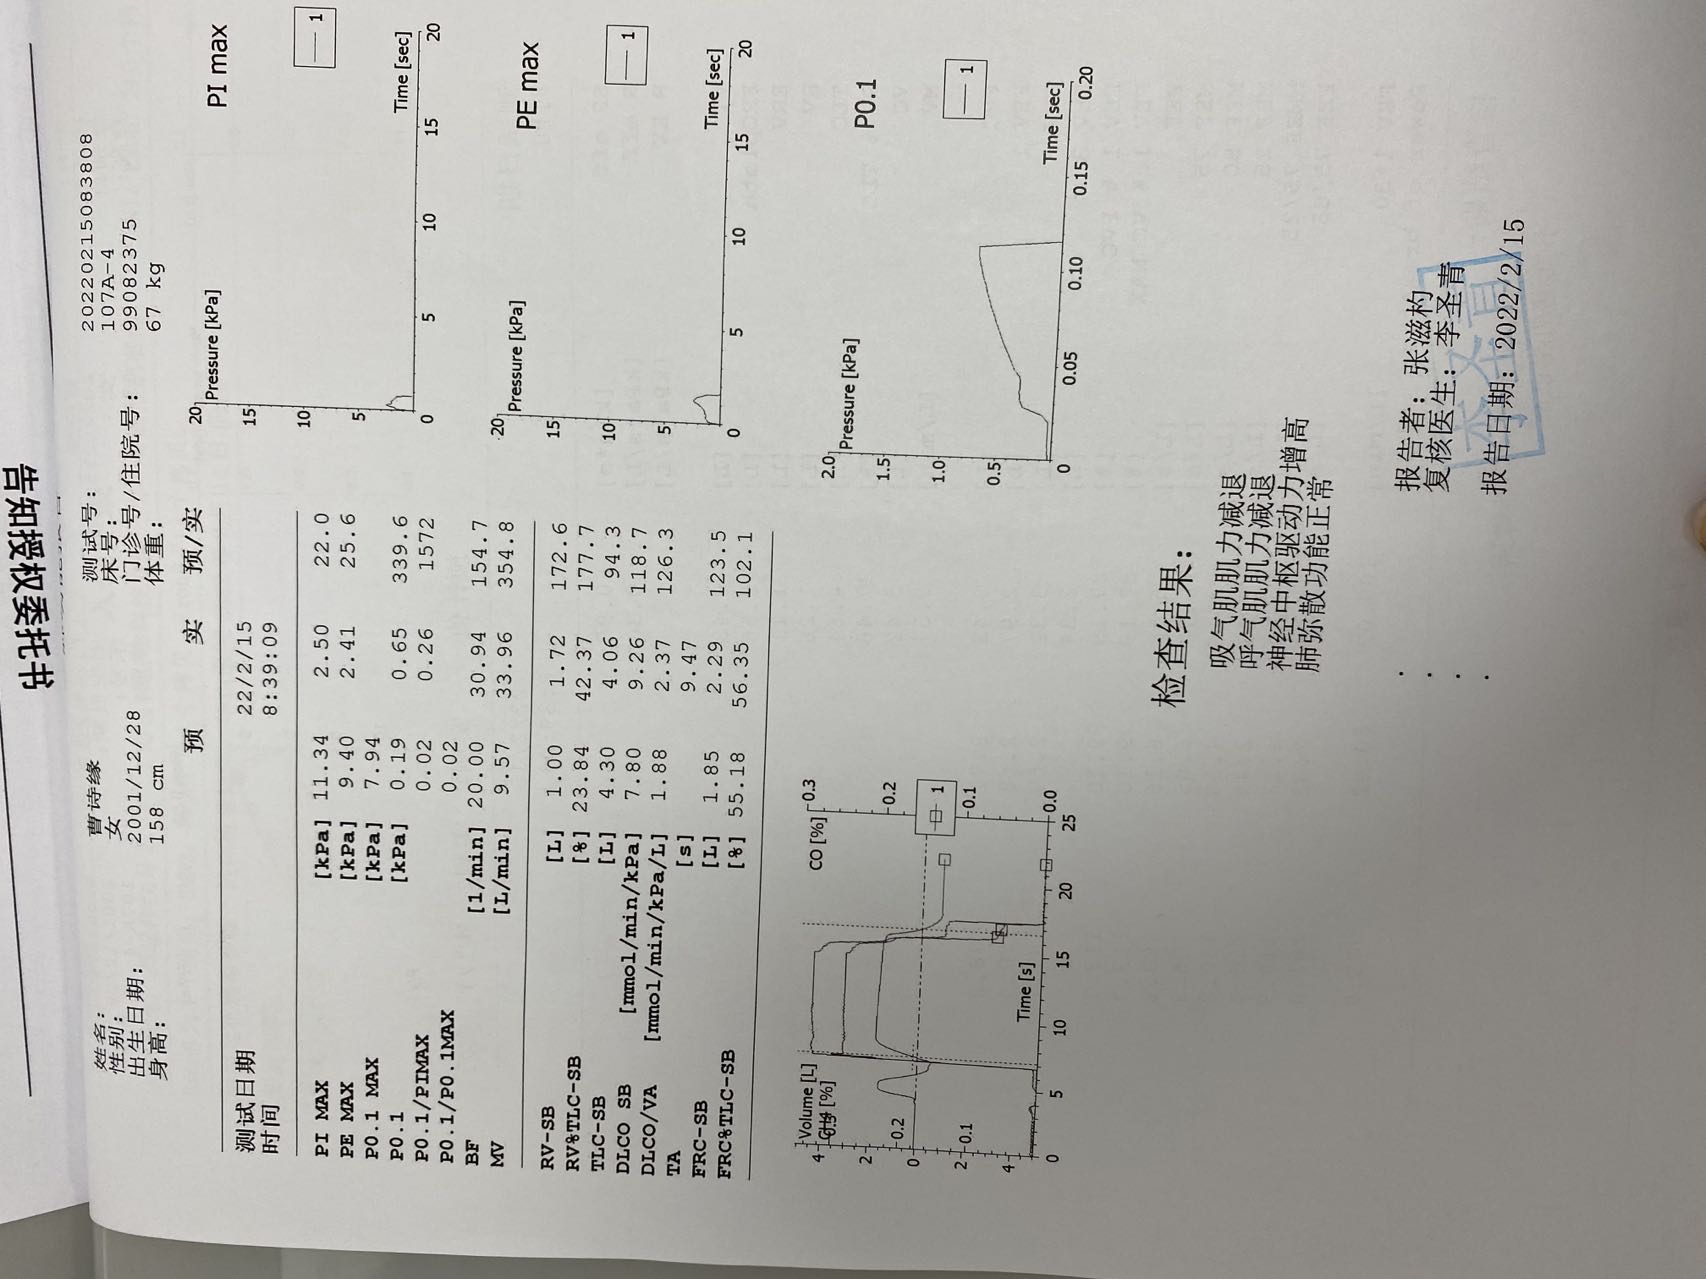 告知授权委托书
姓名： 曹诗缘 测试号： 20220215083808
性别： 女 床号： 107A-4
出生日期： 2001/12/28 门诊号/住院号： 99082375
身高： 158 cm 体重： 67 kg
预 实 预/实
测试日期 22/2/15
时间 8:39:09
PI MAX [kPa] 11.34 2.50 22.0
PE MAX [kPa] 9.40 2.41 25.6
P0.1 MAX [kPa] 7.94
P0.1 [kPa] 0.19 0.65 339.6
P0.1/PIMAX 0.02 0.26 1572
P0.1/P0.1MAX 0.02
BF [1/min] 20.00 30.94 154.7
MV [L/min] 9.57 33.96 354.8
RV-SB [L] 1.00 1.72 172.6
RV%TLC-SB [%] 23.84 42.37 177.7
TLC-SB [L] 4.30 4.06 94.3
DLCO SB [mmol/min/kPa] 7.80 9.26 118.7
DLCO/VA [mmol/min/kPa/L] 1.88 2.37 126.3
TA [s] 9.47
FRC-SB [L] 1.85 2.29 123.5
FRC%TLC-SB [%] 55.18 56.35 102.1
20 Pressure [kPa] PI max
15
10
1
5
Time [sec]
0 5 10 15 20
20 Pressure [kPa] PE max
15
10
1
5
Time [sec]
0 5 10 15 20
Volume [L] CO [%] 0.3
4 CH4 [%]
2
0.2 0.2
0
1
2 0.1 0.1
4
Time [s]
0.0
0 5 10 15 20 25
2.0 Pressure [kPa] P0.1
1.5
1.0
1
0.5
Time [sec]
0 0.05 0.10 0.15 0.20
检查结果：
吸气肌肌力减退
呼气肌肌力减退
神经中枢驱动力增高
肺弥散功能正常
报告者： 张滋杓
复核医生： 李圣青
李圣青
报告日期： 2022/2/15